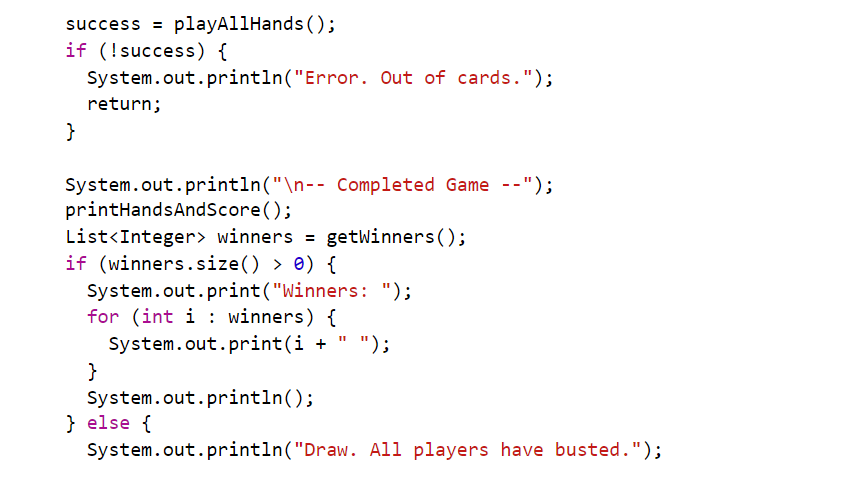 success = playAllHands();
if (!success) {
System.out.println("Error. Out of cards.");
return;
}
System.out.println("\n-- Completed Game --");
printHandsAndScore();
List<Integer> winners = getWinners();
if (winners.size() > 0) {
System.out.print("Winners: ");
for (int i : winners) {
System.out.print(i + " ");
}
System.out.println();
} else {
System.out.println("Draw. All players have busted.");